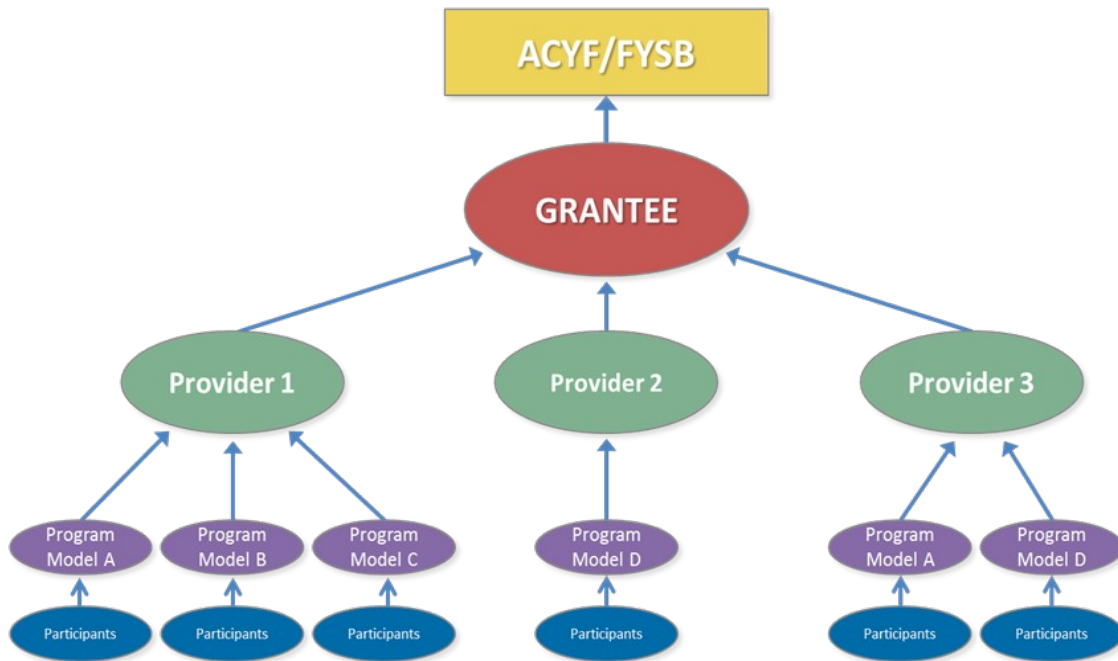 ACYF/FYSB
GRANTEE
Provider 1
Provider 2
Provider 3
Program
Model A
Program
Model B
Program
Model C
Program
Model D
Program
Model A
Program
Model D
Participants
Participants
Participants
Participants
Participants
Participants